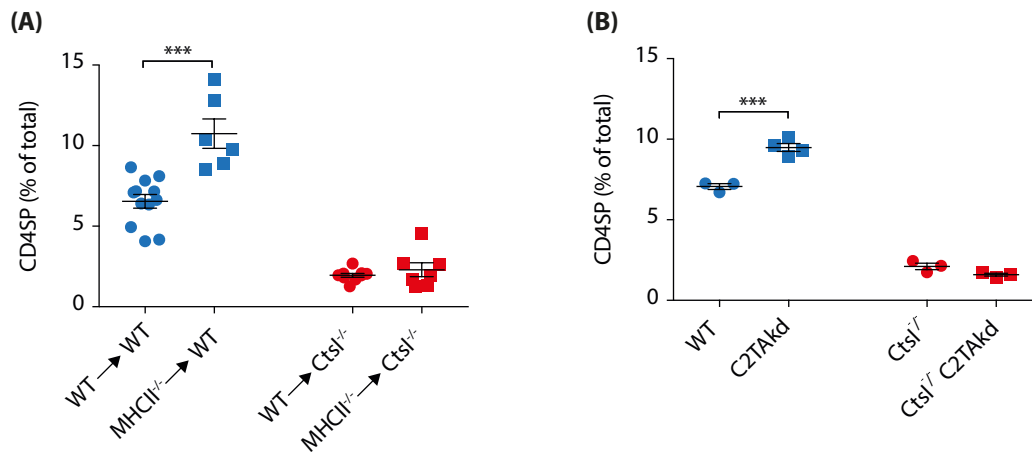 (A)
CD4SP (% of total)
15
10
5
0
***
WT → WT
MHCII-/- → WT
WT → Ctsl-/-
MHCII-/- → Ctsl-/-
(B)
CD4SP (% of total)
15
10
5
0
***
WT
C2TAkd
Ctsl-/-
Ctsl-/- C2TAkd